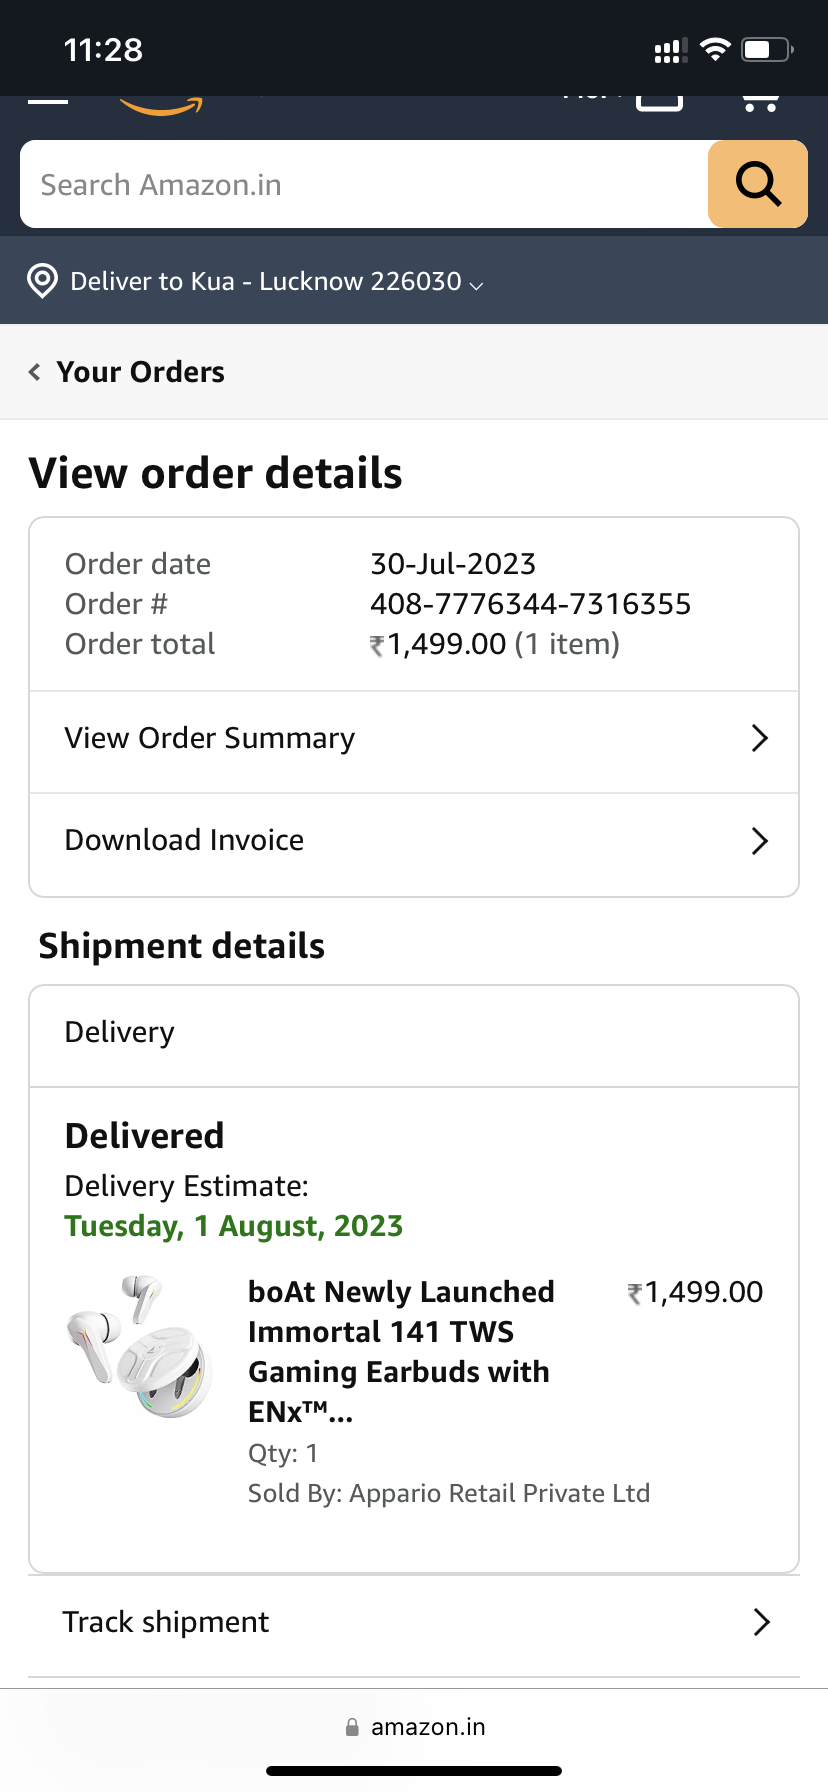 11:28
Search Amazon.in
Deliver to Kua - Lucknow 226030
Your Orders
View order details
Order date 30-Jul-2023
Order # 408-7776344-7316355
Order total ₹1,499.00 (1 item)
View Order Summary
Download Invoice
Shipment details
Delivery
Delivered
Delivery Estimate:
Tuesday, 1 August, 2023
boAt Newly Launched ₹1,499.00
Immortal 141 TWS
Gaming Earbuds with
ENx™...
Qty: 1
Sold By: Appario Retail Private Ltd
Track shipment
amazon.in